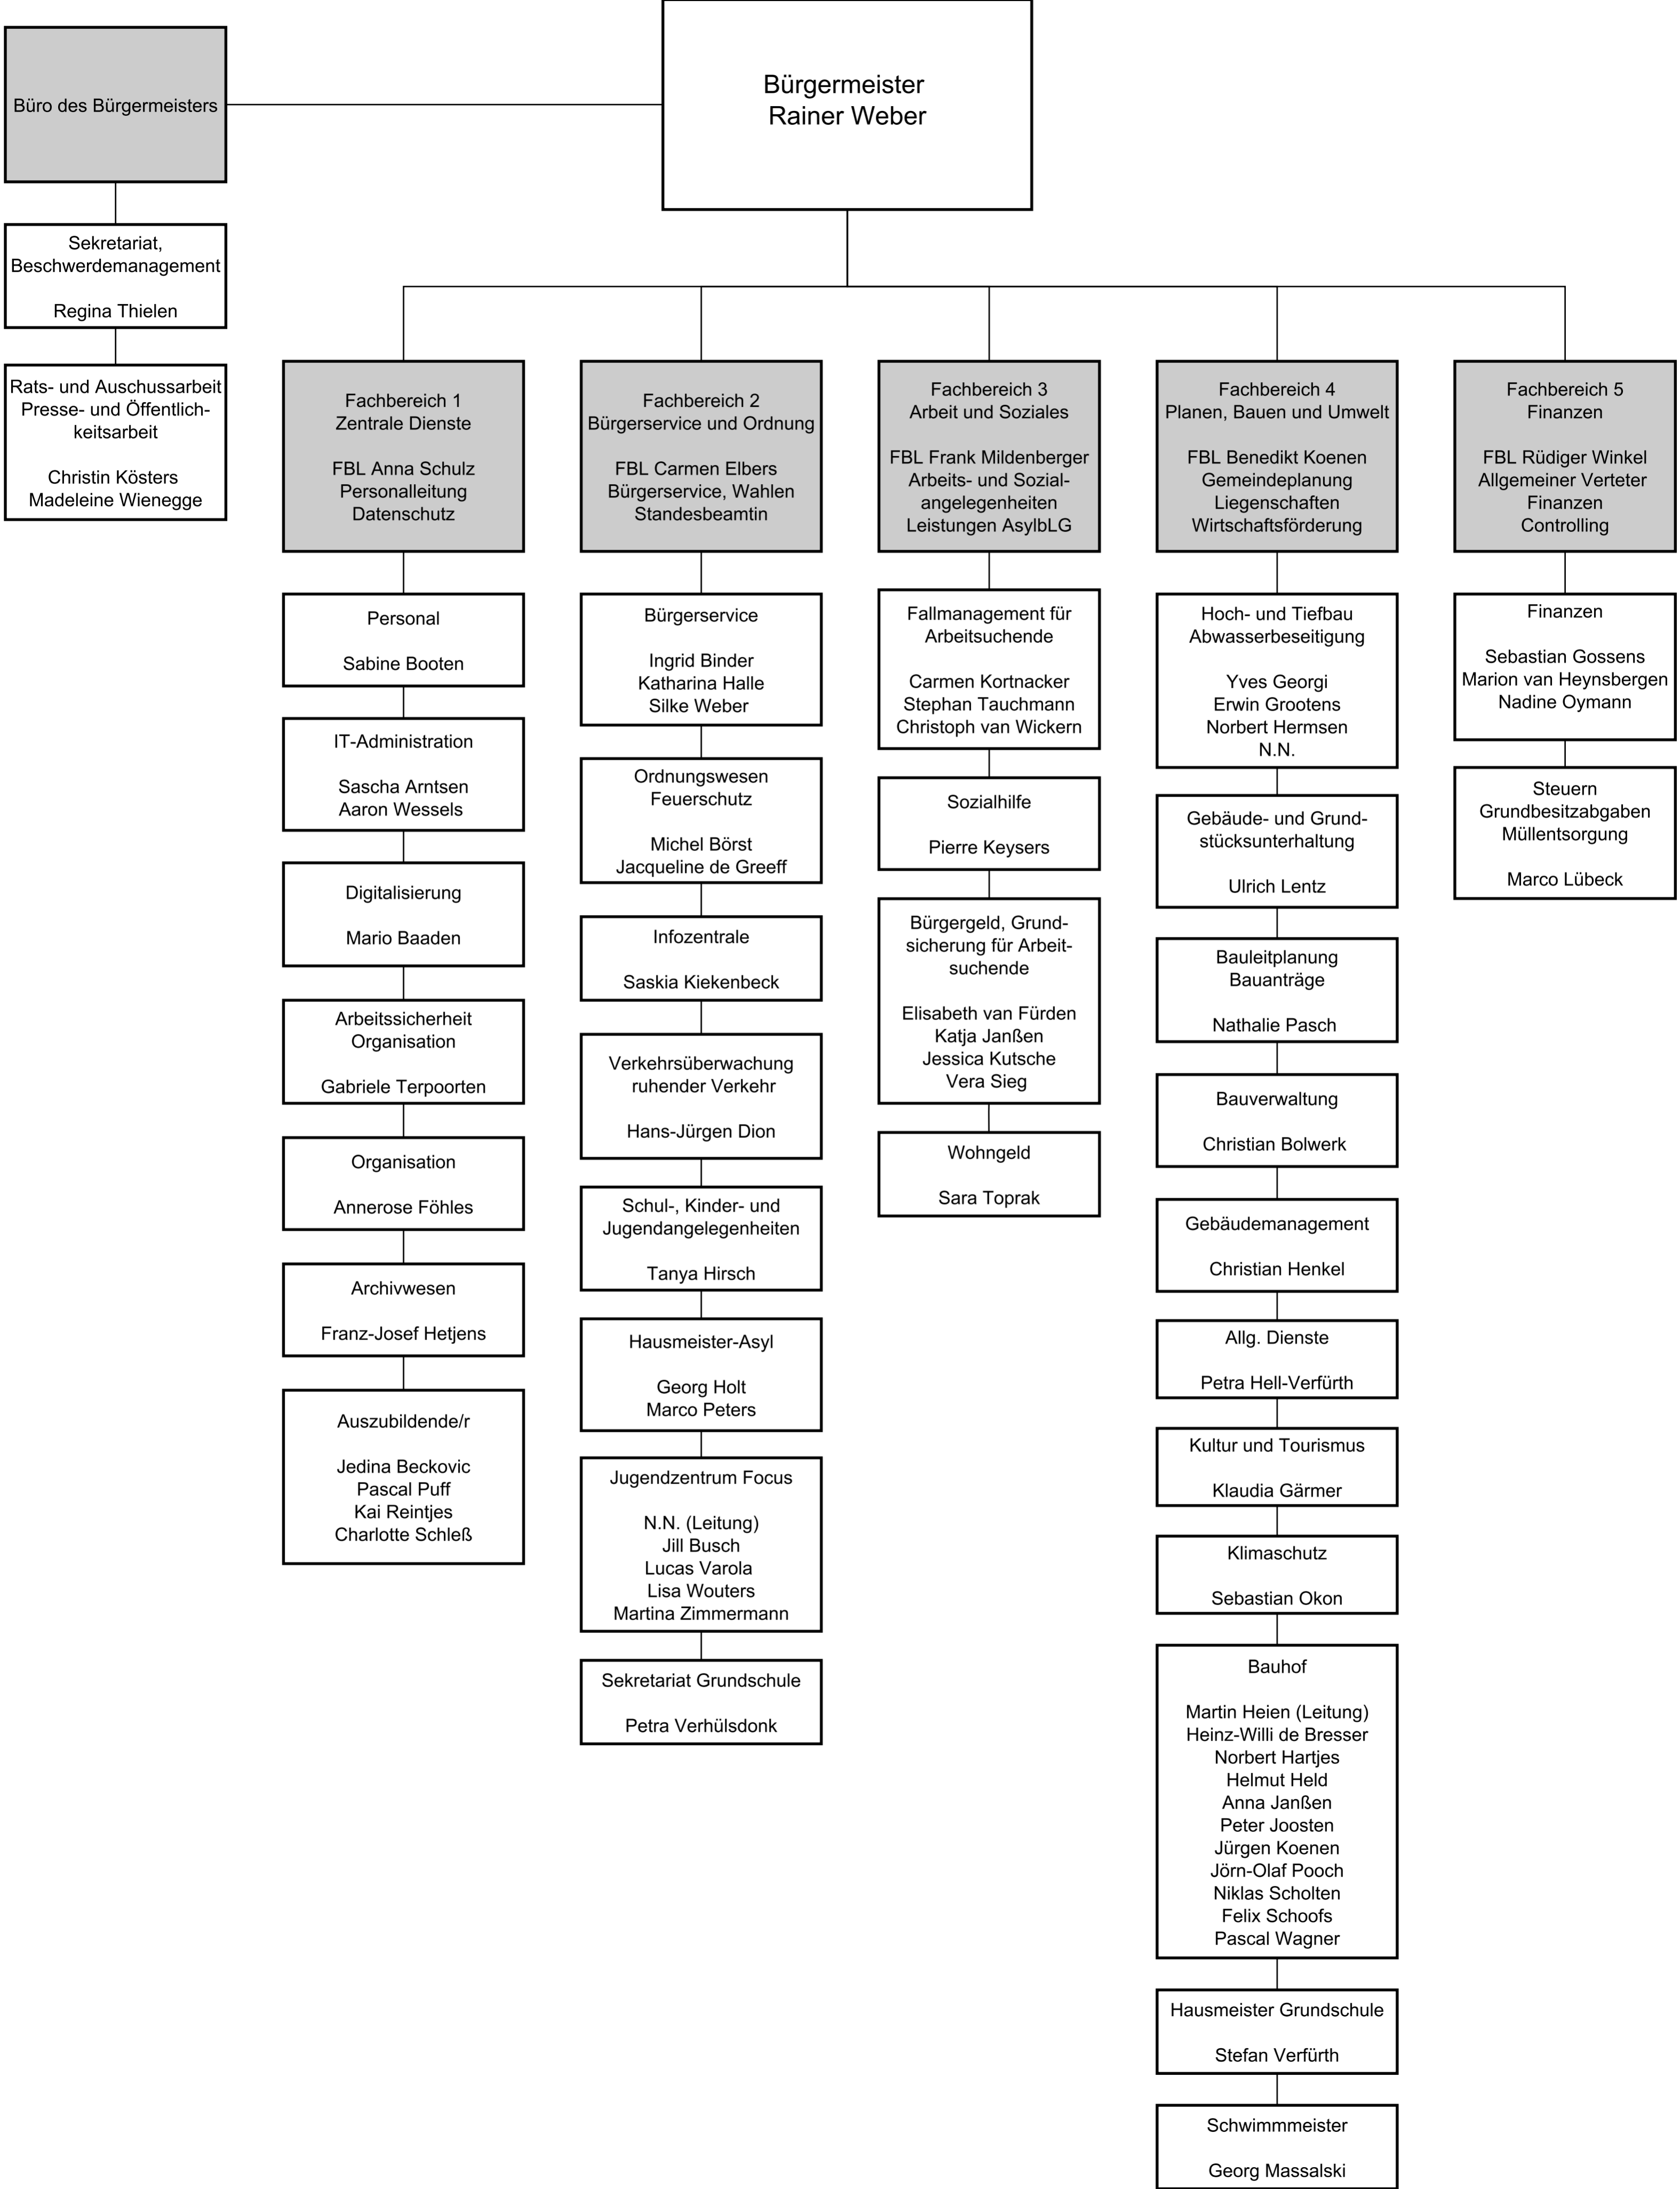 Bürgermeister
Rainer Weber
Büro des Bürgermeisters
Sekretariat,
Beschwerdemanagement
Regina Thielen
Rats- und Auschussarbeit
Presse- und Öffentlich-
keitsarbeit
Christin Kösters
Madeleine Wienegge
Fachbereich 1
Zentrale Dienste
FBL Anna Schulz
Personalleitung
Datenschutz
Personal
Sabine Booten
IT-Administration
Sascha Arntsen
Aaron Wessels
Digitalisierung
Mario Baaden
Arbeitssicherheit
Organisation
Gabriele Terpoorten
Organisation
Annerose Föhles
Archivwesen
Franz-Josef Hetjens
Auszubildende/r
Jedina Beckovic
Pascal Puff
Kai Reintjes
Charlotte Schleß
Fachbereich 2
Bürgerservice und Ordnung
FBL Carmen Elbers
Bürgerservice, Wahlen
Standesbeamtin
Bürgerservice
Ingrid Binder
Katharina Halle
Silke Weber
Ordnungswesen
Feuerschutz
Michel Börst
Jacqueline de Greeff
Infozentrale
Saskia Kiekenbeck
Verkehrsüberwachung
ruhender Verkehr
Hans-Jürgen Dion
Schul-, Kinder- und
Jugendangelegenheiten
Tanya Hirsch
Hausmeister-Asyl
Georg Holt
Marco Peters
Jugendzentrum Focus
N.N. (Leitung)
Jill Busch
Lucas Varola
Lisa Wouters
Martina Zimmermann
Sekretariat Grundschule
Petra Verhülsdonk
Fachbereich 3
Arbeit und Soziales
FBL Frank Mildenberger
Arbeits- und Sozial-
angelegenheiten
Leistungen AsylbLG
Fallmanagement für
Arbeitsuchende
Carmen Kortnacker
Stephan Tauchmann
Christoph van Wickern
Sozialhilfe
Pierre Keysers
Bürgergeld, Grund-
sicherung für Arbeit-
suchende
Elisabeth van Fürden
Katja Janßen
Jessica Kutsche
Vera Sieg
Wohngeld
Sara Toprak
Fachbereich 4
Planen, Bauen und Umwelt
FBL Benedikt Koenen
Gemeindeplanung
Liegenschaften
Wirtschaftsförderung
Hoch- und Tiefbau
Abwasserbeseitigung
Yves Georgi
Erwin Grootens
Norbert Hermsen
N.N.
Gebäude- und Grund-
stücksunterhaltung
Ulrich Lentz
Bauleitplanung
Bauanträge
Nathalie Pasch
Bauverwaltung
Christian Bolwerk
Gebäudemanagement
Christian Henkel
Allg. Dienste
Petra Hell-Verfürth
Kultur und Tourismus
Klaudia Gärmer
Klimaschutz
Sebastian Okon
Bauhof
Martin Heien (Leitung)
Heinz-Willi de Bresser
Norbert Hartjes
Helmut Held
Anna Janßen
Peter Joosten
Jürgen Koenen
Jörn-Olaf Pooch
Niklas Scholten
Felix Schoofs
Pascal Wagner
Hausmeister Grundschule
Stefan Verfürth
Schwimmmeister
Georg Massalski
Fachbereich 5
Finanzen
FBL Rüdiger Winkel
Allgemeiner Verteter
Finanzen
Controlling
Finanzen
Sebastian Gossens
Marion van Heynsbergen
Nadine Oymann
Steuern
Grundbesitzabgaben
Müllentsorgung
Marco Lübeck